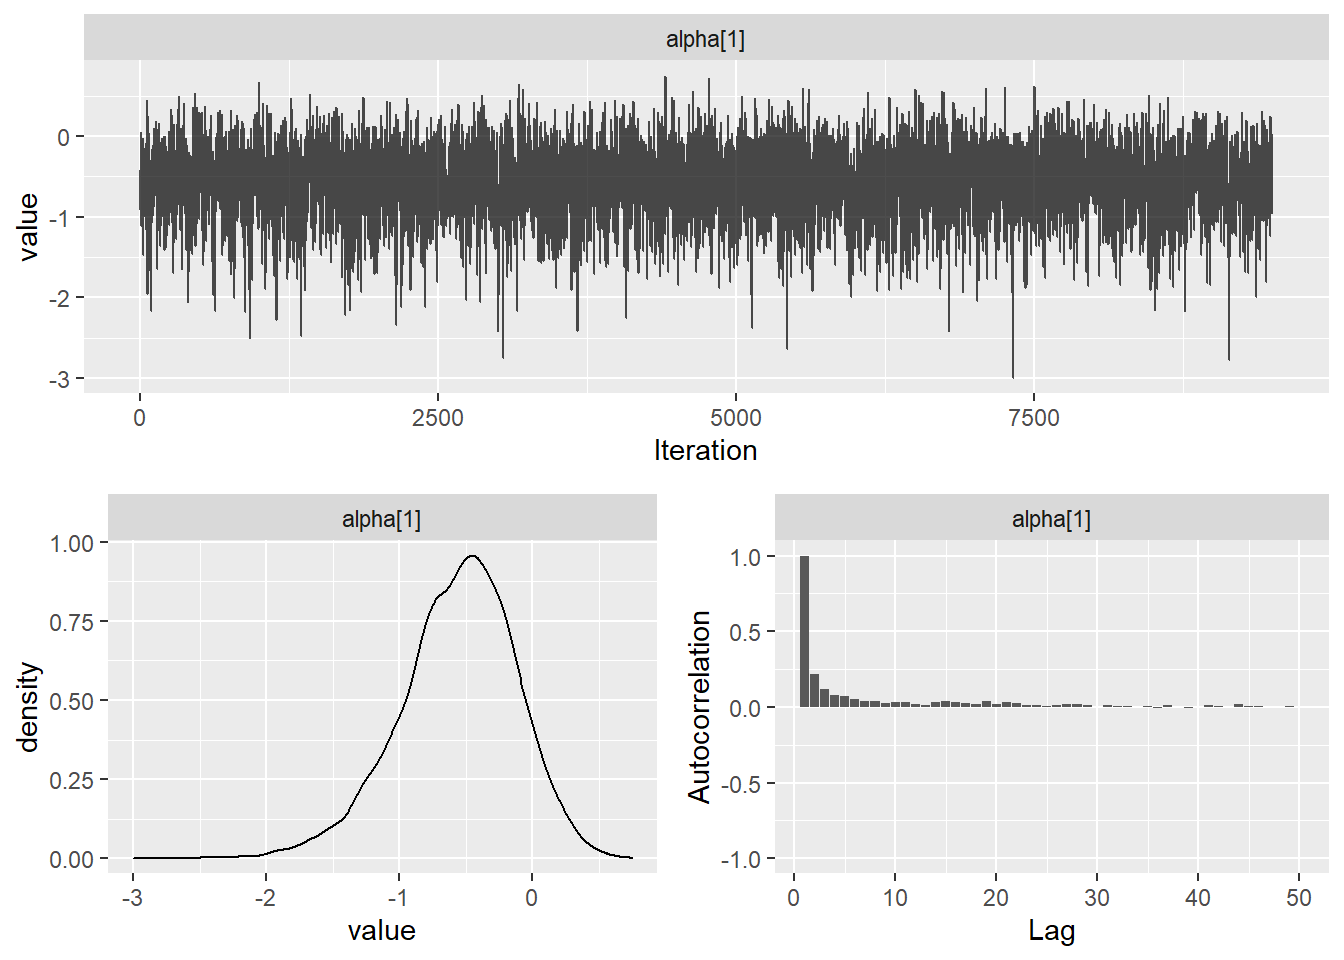 alpha[1]
0
-1
-2
-3
value
0 2500 5000 7500
Iteration
alpha[1]
1.00
0.75
0.50
0.25
0.00
density
-3 -2 -1 0
value
alpha[1]
1.0
0.5
0.0
-0.5
-1.0
Autocorrelation
0 10 20 30 40 50
Lag